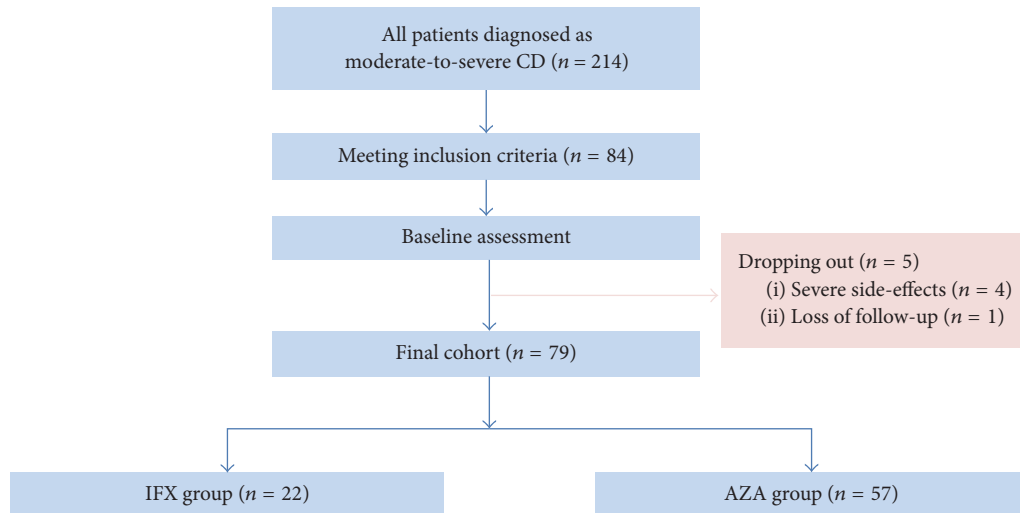 All patients diagnosed as
moderate-to-severe CD (n = 214)
Meeting inclusion criteria (n = 84)
Baseline assessment
Dropping out (n = 5)
(i) Severe side-effects (n = 4)
(ii) Loss of follow-up (n = 1)
Final cohort (n = 79)
IFX group (n = 22)
AZA group (n = 57)